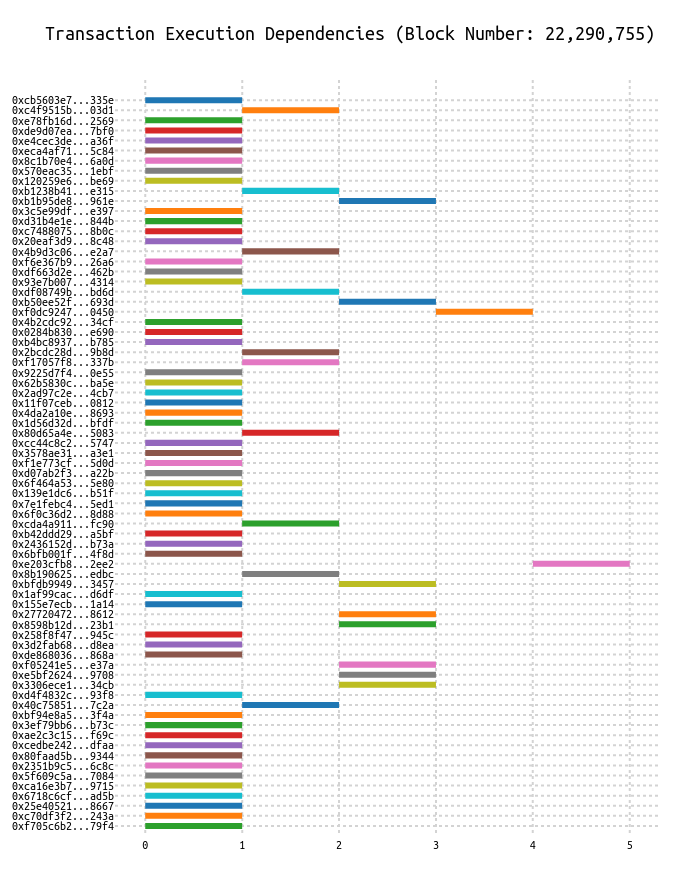 Transaction Execution Dependencies (Block Number: 22,290,755)
0xcb5603e7...335e
0xc4f9515b...03d1
0xe78fb16d...2569
0xde9d07ea...7bf0
0xe4cec3de...a36f
0xeca4af71...5c84
0x8c1b70e4...6a0d
0x570eac35...1ebf
0x120259e6...be69
0xb1238b41...e315
0xb1b95de8...961e
0x3c5e99df...e397
0xd31b4e1e...844b
0xc7488075...8b0c
0x20eaf3d9...8c48
0x4b9d3c06...e2a7
0xf6e367b9...26a6
0xdf663d2e...462b
0x93e7b007...4314
0xdf08749b...bd6d
0xb50ee52f...693d
0xf0dc9247...0450
0x4b2cdc92...34cf
0x0284b830...e690
0xb4bc8937...b785
0x2bcdc28d...9b8d
0xf17057f8...337b
0x9225d7f4...0e55
0x62b5830c...ba5e
0x2ad97c2e...4cb7
0x11f07ceb...0812
0x4da2a10e...8693
0x1d56d32d...bfdf
0x80d65a4e...5083
0xcc44c8c2...5747
0x3578ae31...a3e1
0xf1e773cf...5d0d
0xd07ab2f3...a22b
0x6f464a53...5e80
0x139e1dc6...b51f
0x7e1febc4...5ed1
0x6f0c36d2...8d88
0xcda4a911...fc90
0xb42ddd29...a5bf
0x2436152d...b73a
0x6bfb001f...4f8d
0xe203cfb8...2ee2
0x8b190625...edbc
0xbfdb9949...3457
0x1af99cac...d6df
0x155e7ecb...1a14
0x27720472...8612
0x8598b12d...23b1
0x258f8f47...945c
0x3d2fab68...d8ea
0xde868036...868a
0xf05241e5...e37a
0xe5bf2624...9708
0x3306ece1...34cb
0xd4f4832c...93f8
0x40c75851...7c2a
0xbf94e8a5...3f4a
0x3ef79bb6...b73c
0xae2c3c15...f69c
0xcedbe242...dfaa
0x80faad5b...9344
0x2351b9c5...6c8c
0x5f609c5a...7084
0xca16e3b7...9715
0x6718c6cf...ad5b
0x25e40521...8667
0xc70df3f2...243a
0xf705c6b2...79f4
0 1 2 3 4 5